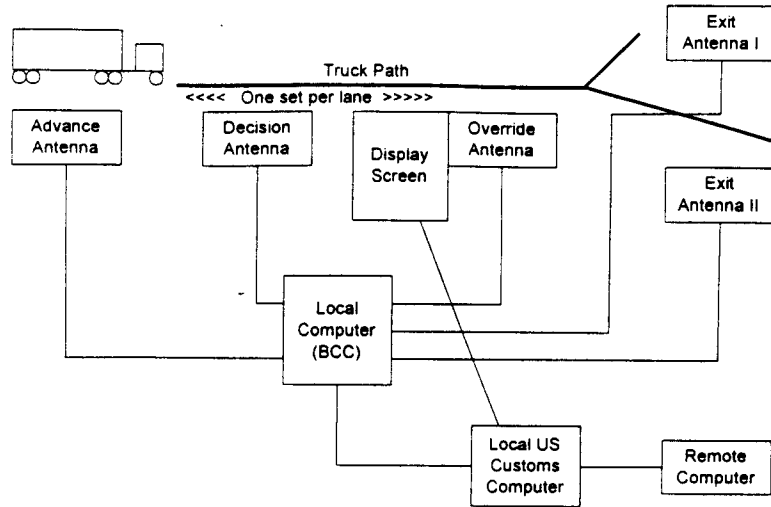 Exit
Antenna I
Truck Path
<<<< One set per lane >>>>>
Advance
Antenna
Decision
Antenna
Display
Screen
Override
Antenna
Exit
Antenna II
Local
Computer
(BCC)
Local US
Customs
Computer
Remote
Computer